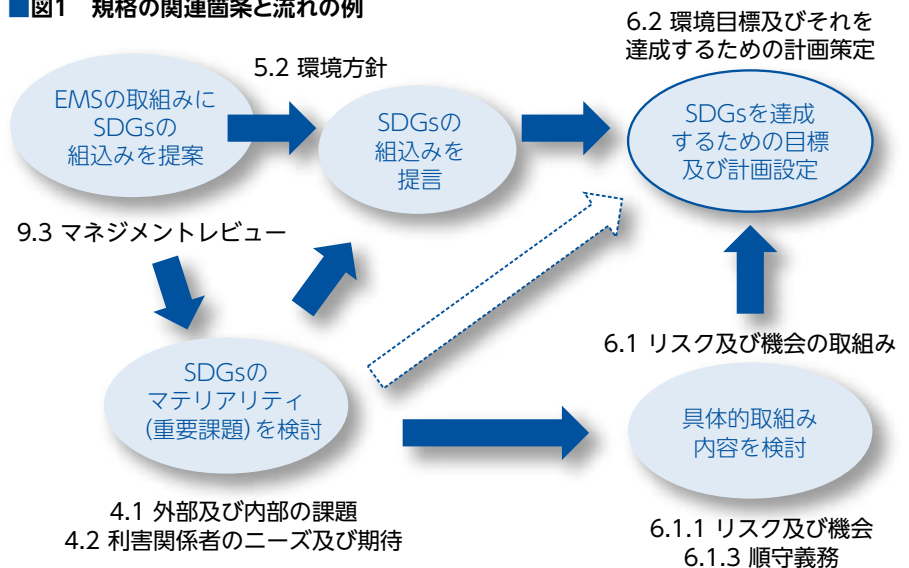 ■図1 規格の関連箇条と流れの例
6.2 環境目標及びそれを
達成するための計画策定
5.2 環境方針
EMSの取組みに
SDGsの
組込みを提案
SDGsの
組込みを
提言
SDGsを達成
するための目標
及び計画設定
9.3 マネジメントレビュー
6.1 リスク及び機会の取組み
SDGsの
マテリアリティ
(重要課題)を検討
具体的取組み
内容を検討
4.1 外部及び内部の課題
4.2 利害関係者のニーズ及び期待
6.1.1 リスク及び機会
6.1.3 順守義務